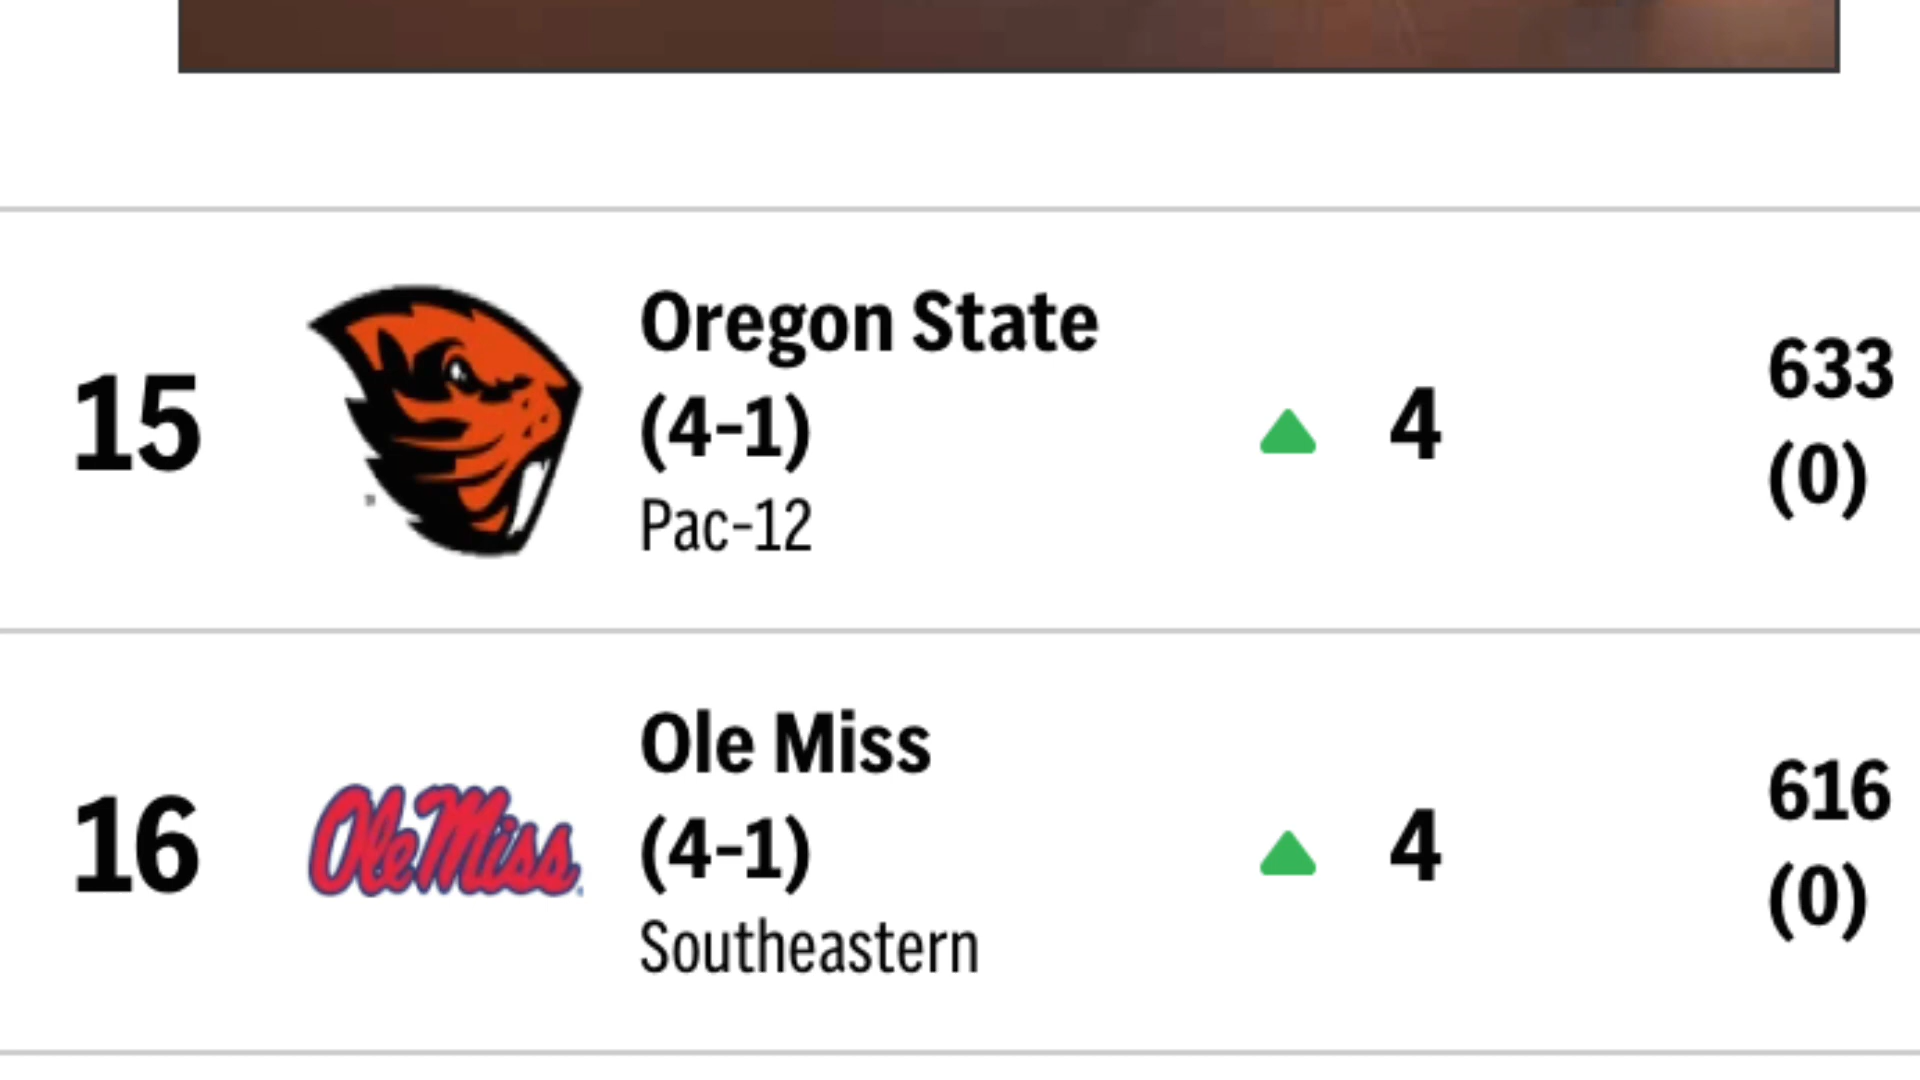 15
Oregon State
(4-1)
Pac-12
4
633
(0)
16
Ole Miss
Ole Miss
(4-1)
Southeastern
4
616
(0)